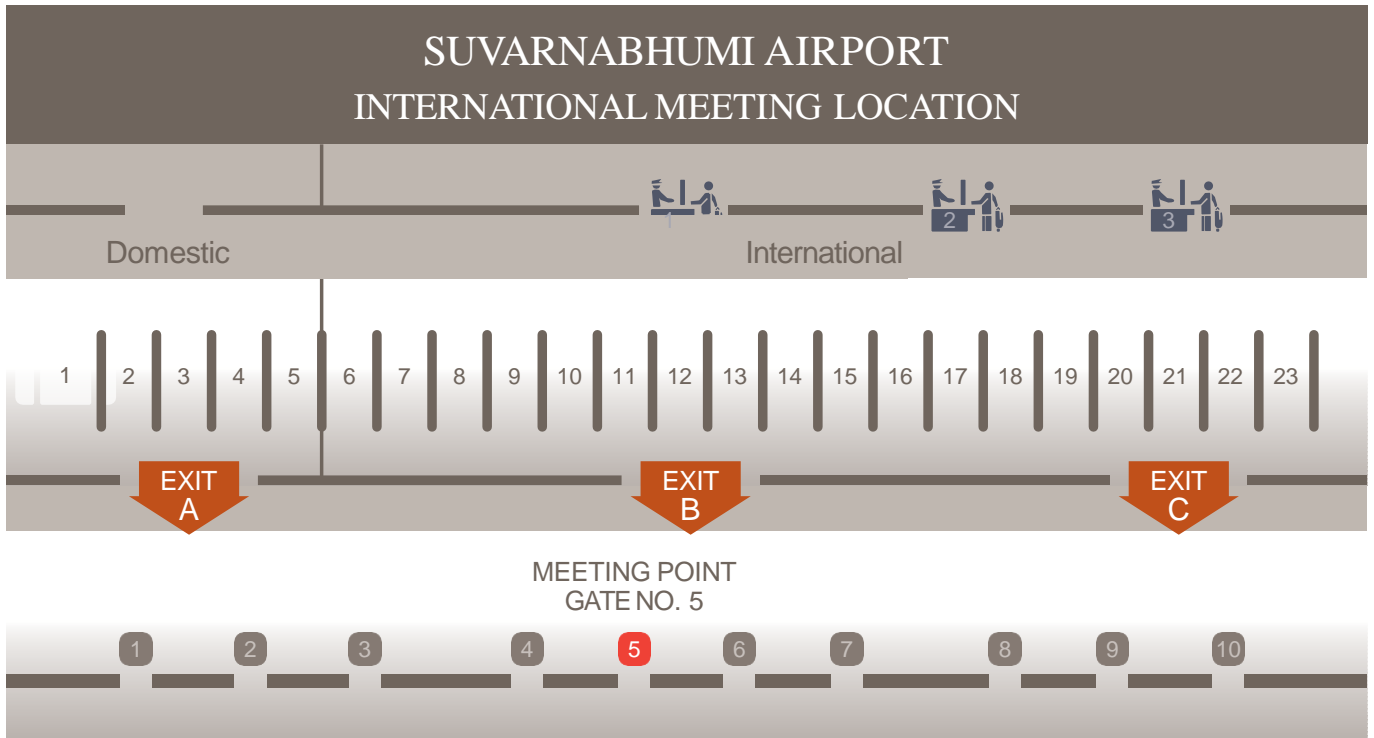 SUVARNABHUMI AIRPORT
INTERNATIONAL MEETING LOCATION
1 2 3
Domestic International
1 2 3 4 5 6 7 8 9 10 11 12 13 14 15 16 17 18 19 20 21 22 23
EXIT EXIT EXIT
A B C
MEETING POINT
GATE NO. 5
1 2 3 4 5 6 7 8 9 10